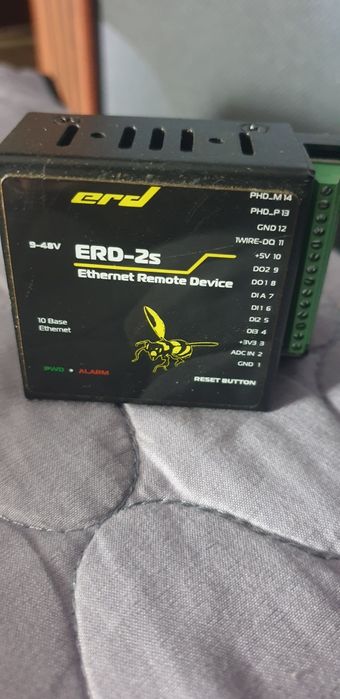 erd
9-48V
ERD-2s
Ethernet Remote Device
10 Base
Ethernet
PWD • ALARM
PHD_M 14
PHD_P 13
GND 12
1WIRE-DQ 11
+5V 10
DO2 9
DO1 8
DI A 7
DI1 6
DI2 5
DI3 4
+3V3 3
ADC IN 2
GND 1
RESET BUTTON